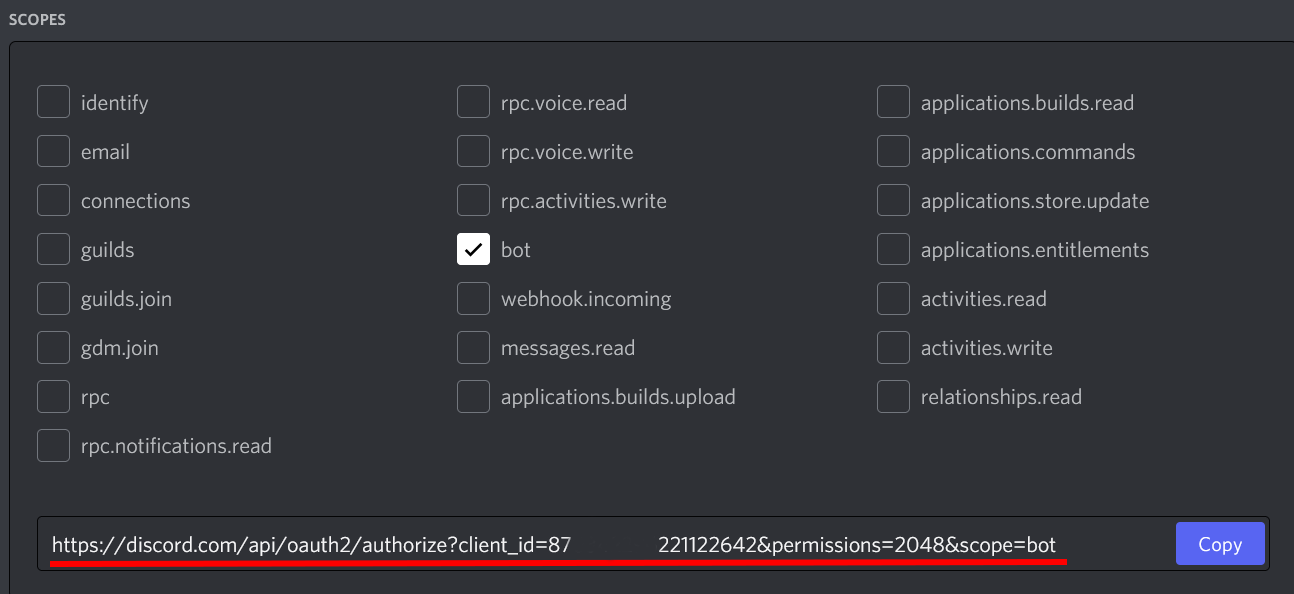 SCOPES
identify
email
connections
guilds
guilds.join
gdm.join
rpc
rpc.notifications.read
rpc.voice.read
rpc.voice.write
rpc.activities.write
bot
webhook.incoming
messages.read
applications.builds.upload
applications.builds.read
applications.commands
applications.store.update
applications.entitlements
activities.read
activities.write
relationships.read
https://discord.com/api/oauth2/authorize?client_id=87 221122642&permissions=2048&scope=bot
Copy